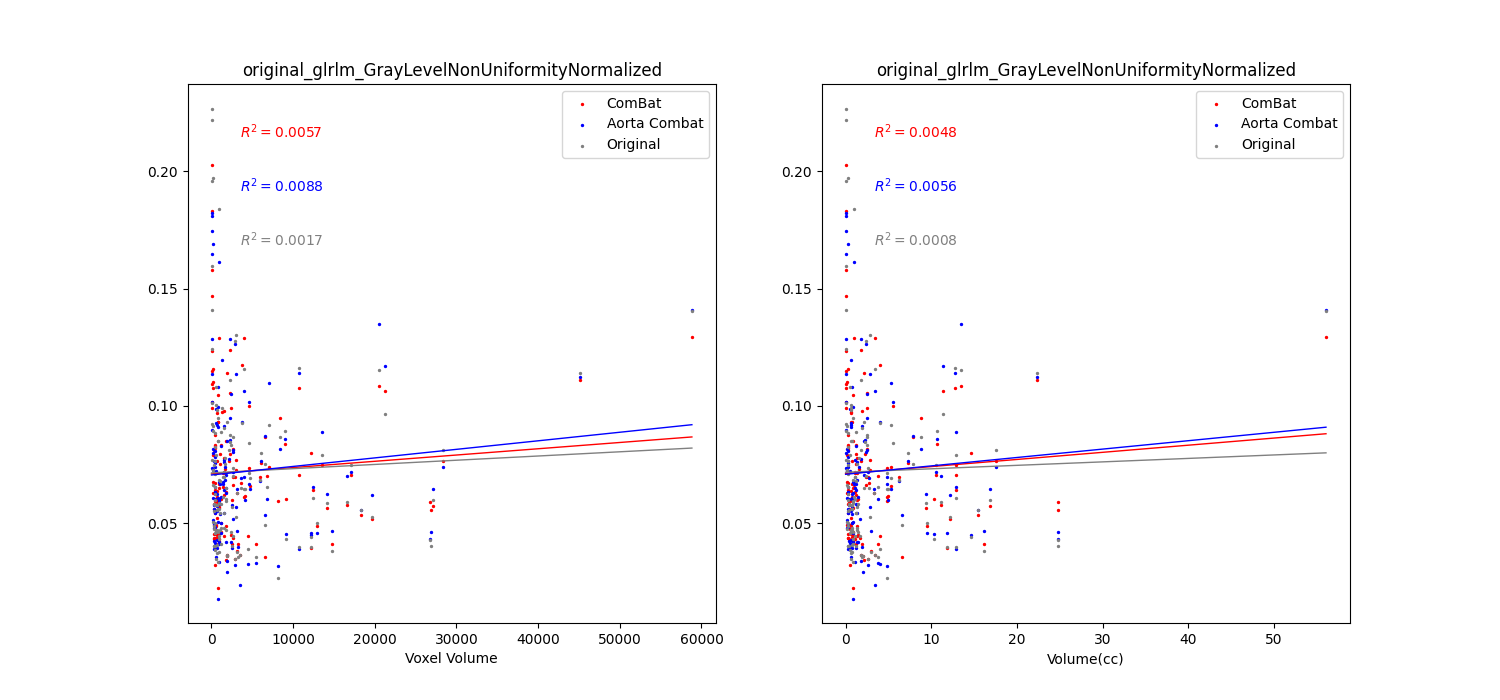 original_glrlm_GrayLevelNonUniformityNormalized
ComBat
Aorta Combat
Original
R² = 0.0057
R² = 0.0088
R² = 0.0017
0.20
0.15
0.10
0.05
0
10000
20000
30000
40000
50000
60000
Voxel Volume
original_glrlm_GrayLevelNonUniformityNormalized
ComBat
Aorta Combat
Original
R² = 0.0048
R² = 0.0056
R² = 0.0008
0.20
0.15
0.10
0.05
0
10
20
30
40
50
Volume(cc)